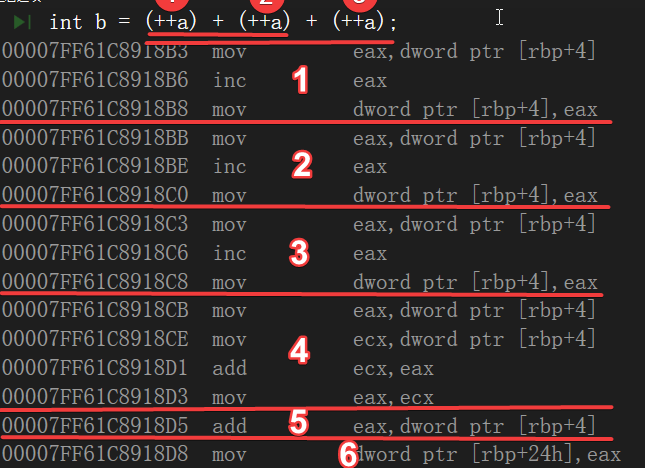 1 2 3
int b = (++a) + (++a) + (++a);
00007FF61C8918B3 mov eax,dword ptr [rbp+4]
00007FF61C8918B6 inc eax
1
00007FF61C8918B8 mov dword ptr [rbp+4],eax
00007FF61C8918BB mov eax,dword ptr [rbp+4]
00007FF61C8918BE inc eax
2
00007FF61C8918C0 mov dword ptr [rbp+4],eax
00007FF61C8918C3 mov eax,dword ptr [rbp+4]
00007FF61C8918C6 inc eax
3
00007FF61C8918C8 mov dword ptr [rbp+4],eax
00007FF61C8918CB mov eax,dword ptr [rbp+4]
00007FF61C8918CE mov ecx,dword ptr [rbp+4]
4
00007FF61C8918D1 add ecx,eax
00007FF61C8918D3 mov eax,ecx
00007FF61C8918D5 add eax,dword ptr [rbp+4]
5
00007FF61C8918D8 mov dword ptr [rbp+24h],eax
6